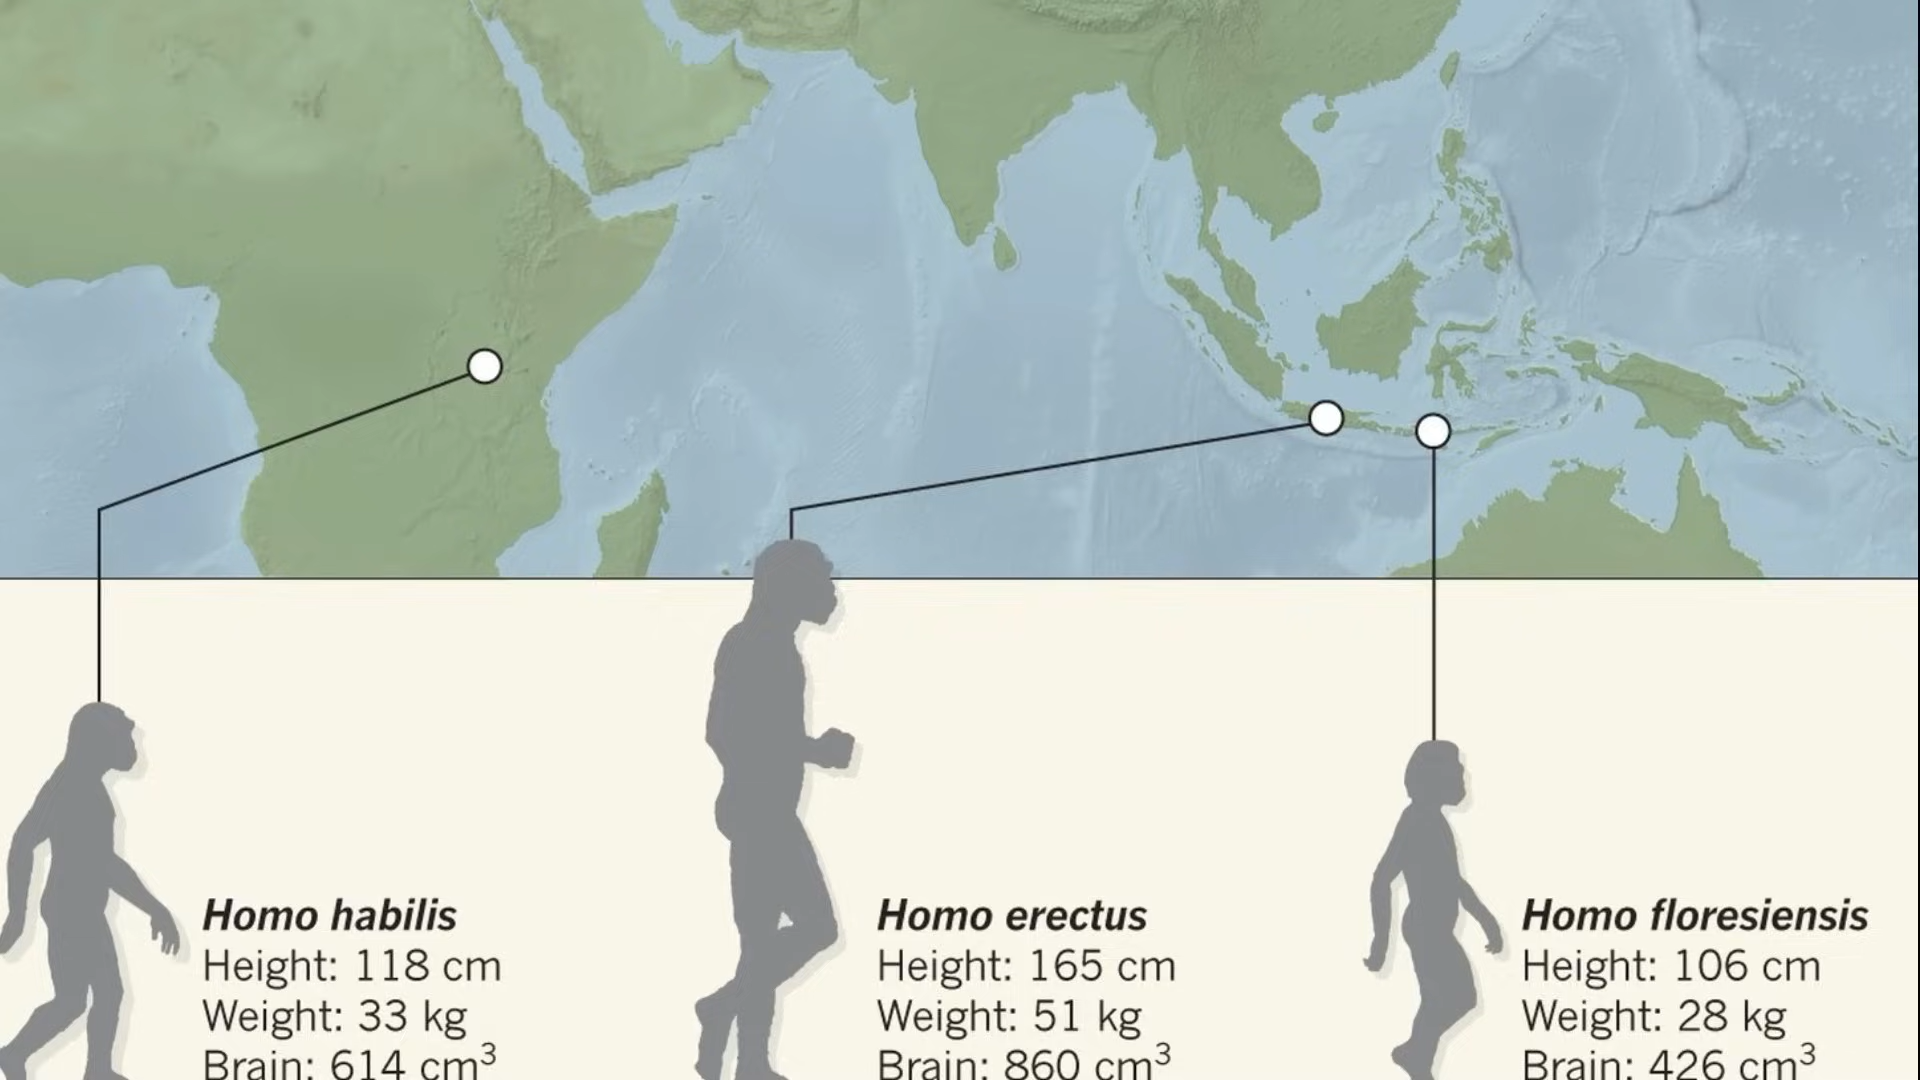 Homo habilis
Height: 118 cm
Weight: 33 kg
Brain: 614 cm³
Homo erectus
Height: 165 cm
Weight: 51 kg
Brain: 860 cm³
Homo floresiensis
Height: 106 cm
Weight: 28 kg
Brain: 426 cm³